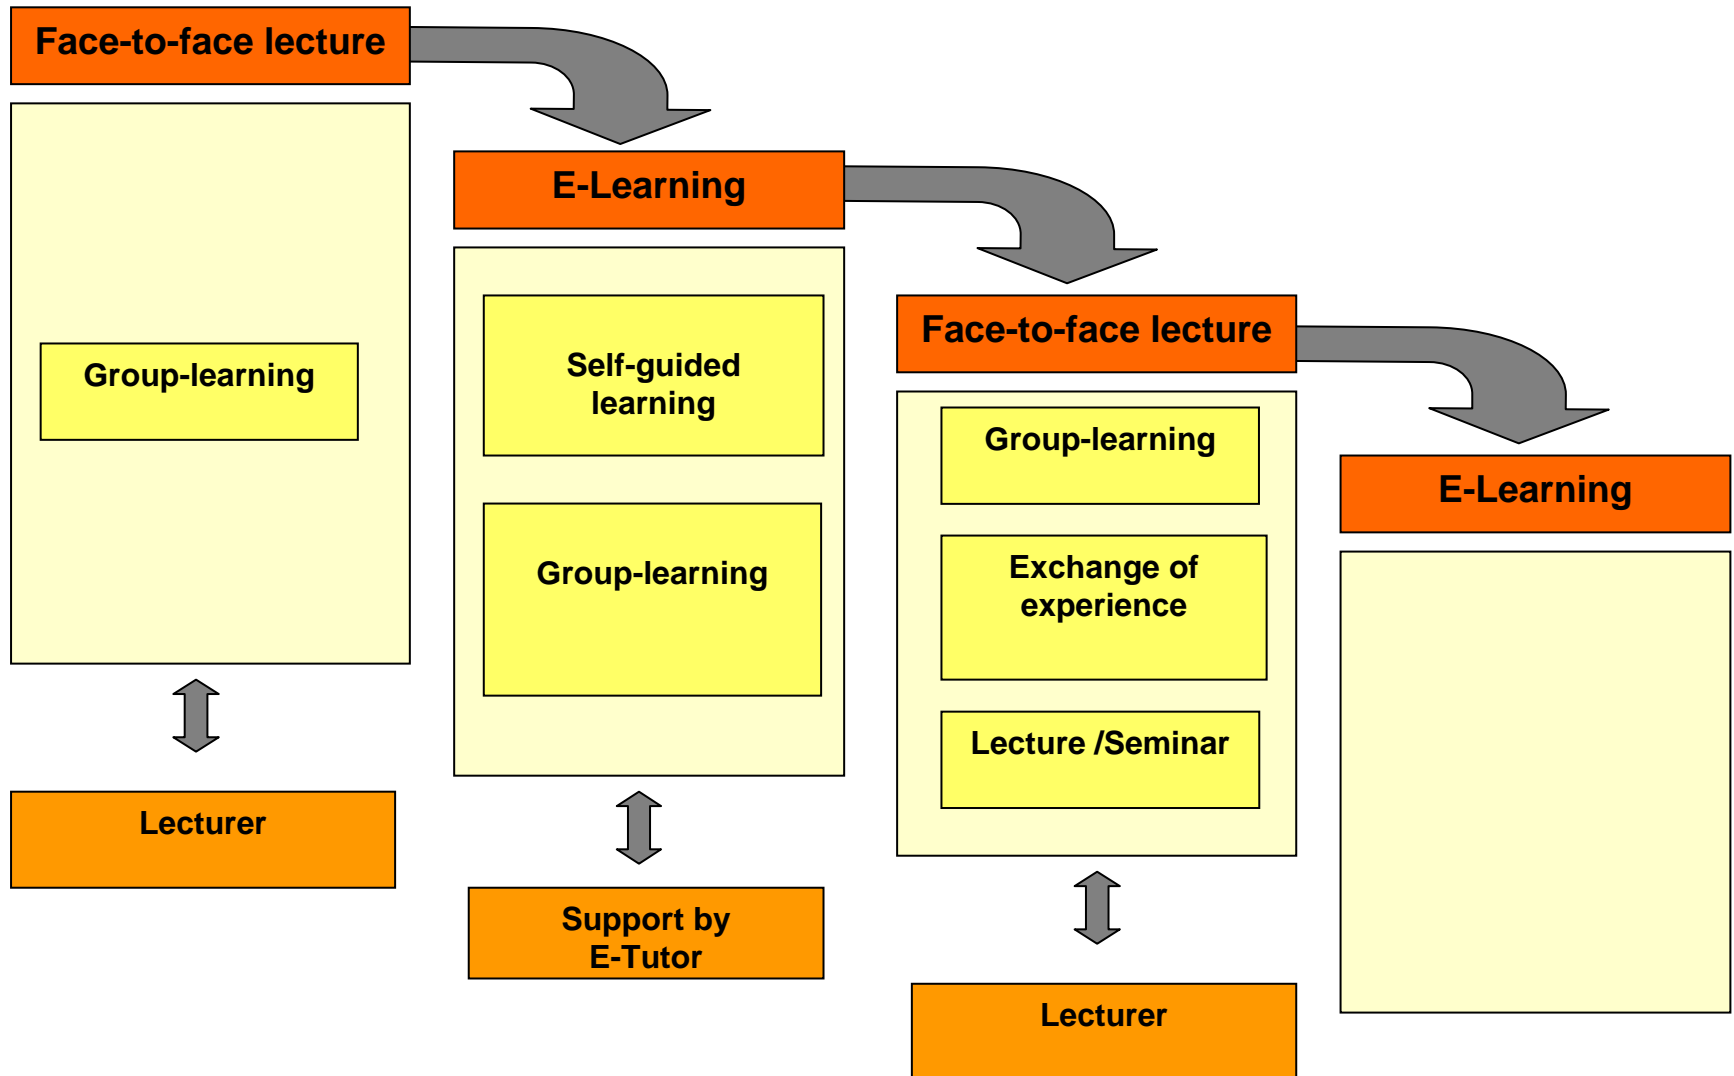 Face-to-face lecture
Group-learning
Lecturer
E-Learning
Self-guided
learning
Group-learning
Support by
E-Tutor
Face-to-face lecture
Group-learning
Exchange of
experience
Lecture /Seminar
Lecturer
E-Learning